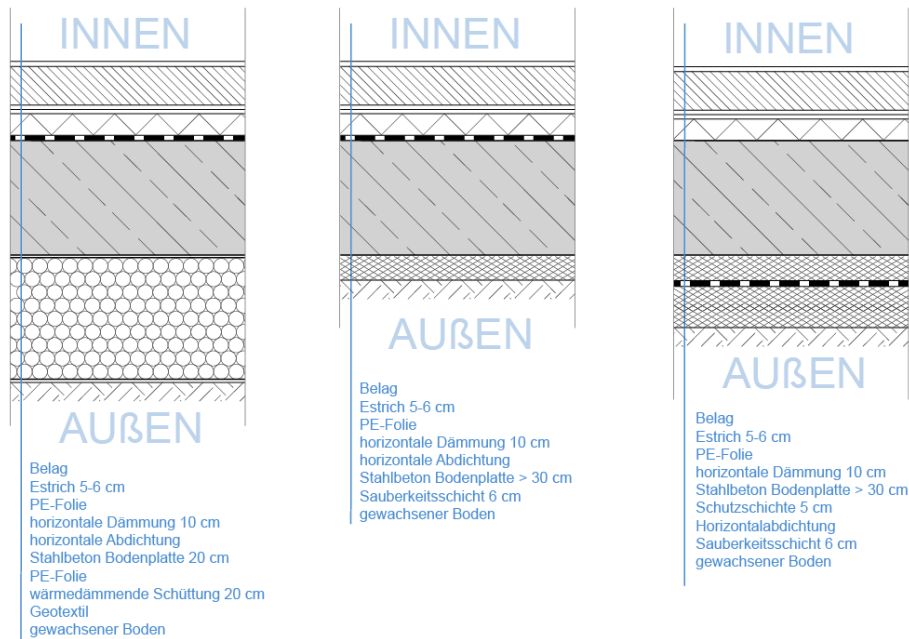 INNEN
AUßEN
Belag
Estrich 5-6 cm
PE-Folie
horizontale Dämmung 10 cm
horizontale Abdichtung
Stahlbeton Bodenplatte 20 cm
PE-Folie
wärmedämmende Schüttung 20 cm
Geotextil
gewachsener Boden
INNEN
AUßEN
Belag
Estrich 5-6 cm
PE-Folie
horizontale Dämmung 10 cm
horizontale Abdichtung
Stahlbeton Bodenplatte > 30 cm
Sauberkeitsschicht 6 cm
gewachsener Boden
INNEN
AUßEN
Belag
Estrich 5-6 cm
PE-Folie
horizontale Dämmung 10 cm
Stahlbeton Bodenplatte > 30 cm
Schutzschichte 5 cm
Horizontalabdichtung
Sauberkeitsschicht 6 cm
gewachsener Boden